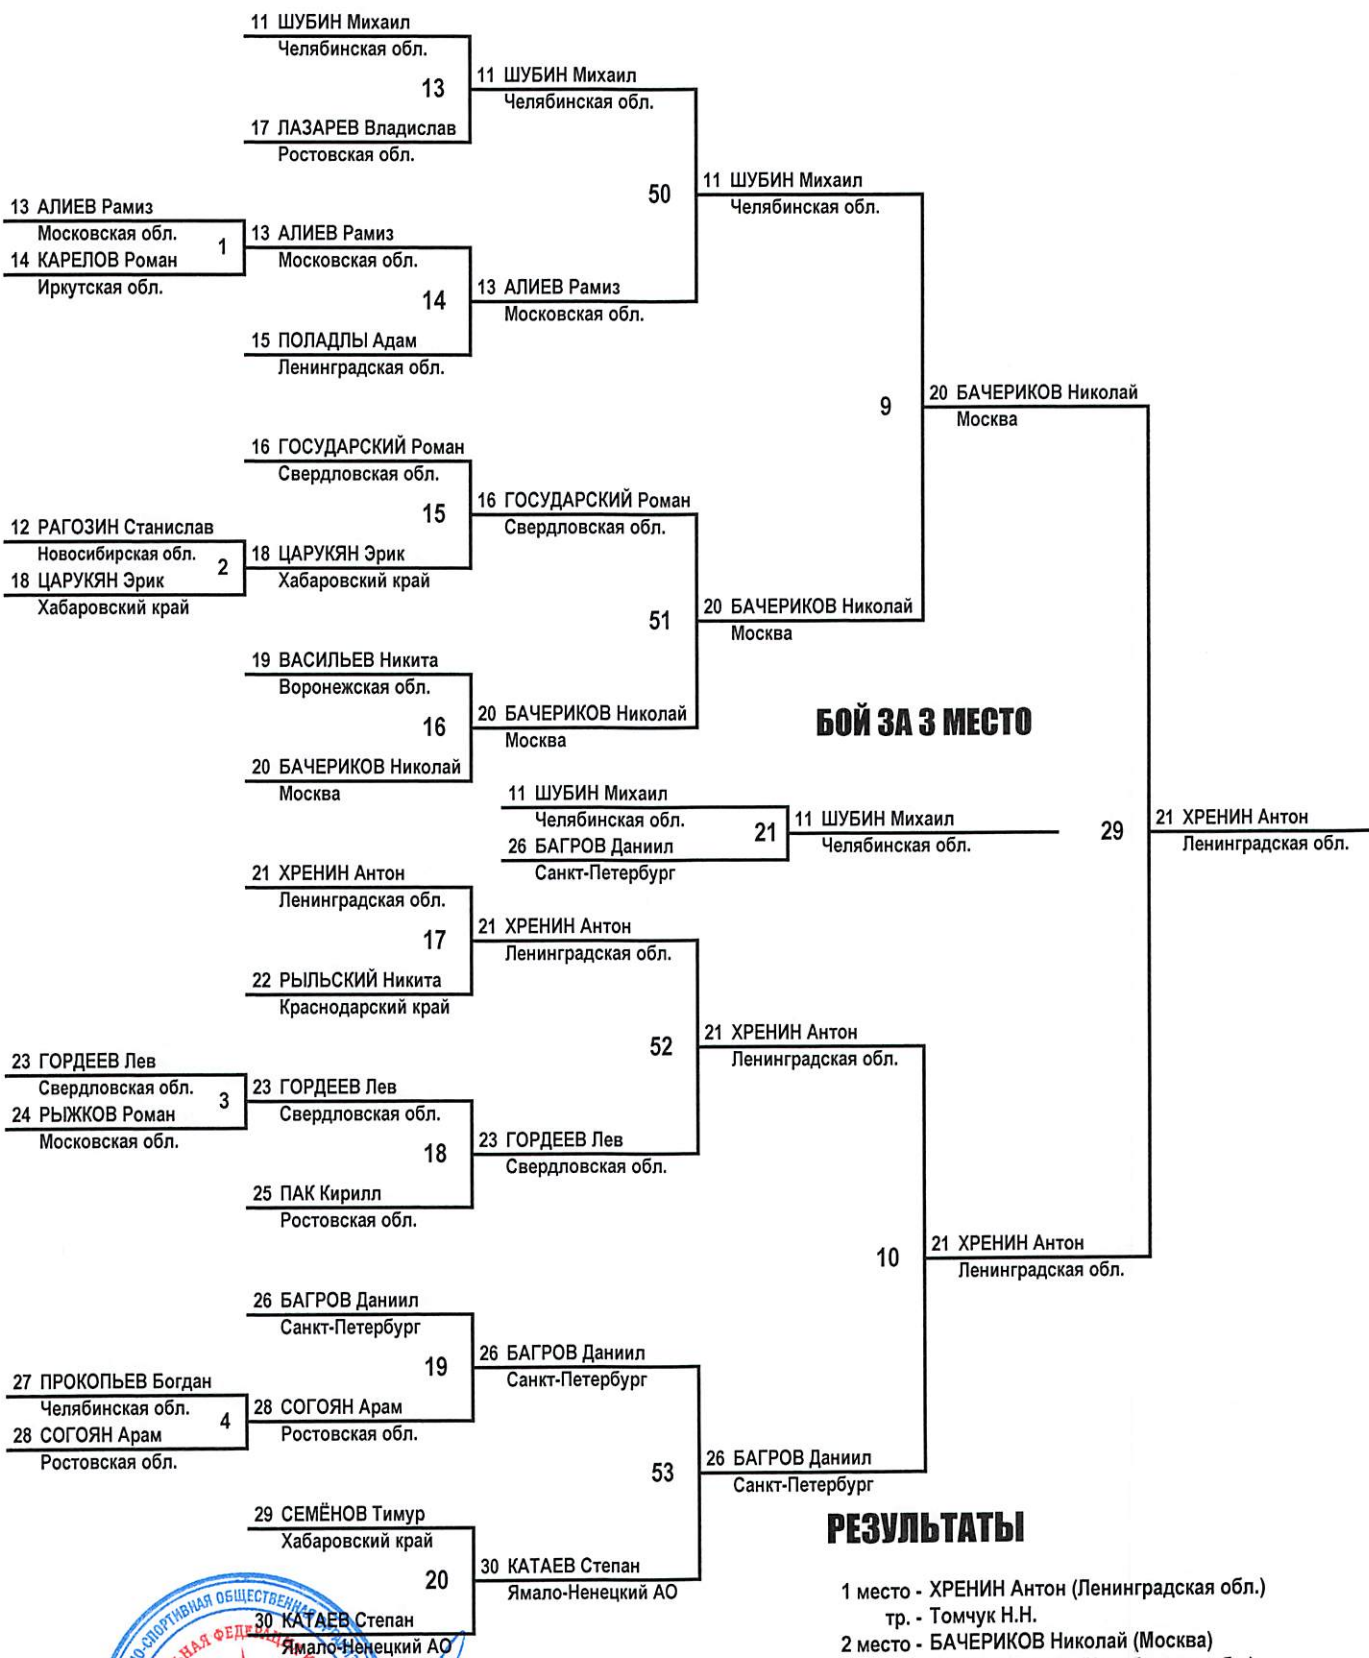 11 ШУБИН Михаил
Челябинская обл.
13
17 ЛАЗАРЕВ Владислав
Ростовская обл.
11 ШУБИН Михаил
Челябинская обл.
13 АЛИЕВ Рамиз
Московская обл.
1
14 КАРЕЛОВ Роман
Иркутская обл.
13 АЛИЕВ Рамиз
Московская обл.
14
15 ПОЛАДЛЫ Адам
Ленинградская обл.
13 АЛИЕВ Рамиз
Московская обл.
50
11 ШУБИН Михаил
Челябинская обл.
16 ГОСУДАРСКИЙ Роман
Свердловская обл.
15
12 РАГОЗИН Станислав
Новосибирская обл.
2
18 ЦАРУКЯН Эрик
Хабаровский край
18 ЦАРУКЯН Эрик
Хабаровский край
16 ГОСУДАРСКИЙ Роман
Свердловская обл.
19 ВАСИЛЬЕВ Никита
Воронежская обл.
16
20 БАЧЕРИКОВ Николай
Москва
20 БАЧЕРИКОВ Николай
Москва
51
20 БАЧЕРИКОВ Николай
Москва
9
20 БАЧЕРИКОВ Николай
Москва
БОЙ ЗА 3 МЕСТО
11 ШУБИН Михаил
Челябинская обл.
21
26 БАГРОВ Даниил
Санкт-Петербург
11 ШУБИН Михаил
Челябинская обл.
29
21 ХРЕНИН Антон
Ленинградская обл.
21 ХРЕНИН Антон
Ленинградская обл.
17
22 РЫЛЬСКИЙ Никита
Краснодарский край
21 ХРЕНИН Антон
Ленинградская обл.
23 ГОРДЕЕВ Лев
Свердловская обл.
3
24 РЫЖКОВ Роман
Московская обл.
23 ГОРДЕЕВ Лев
Свердловская обл.
18
25 ПАК Кирилл
Ростовская обл.
23 ГОРДЕЕВ Лев
Свердловская обл.
52
21 ХРЕНИН Антон
Ленинградская обл.
10
21 ХРЕНИН Антон
Ленинградская обл.
26 БАГРОВ Даниил
Санкт-Петербург
19
27 ПРОКОПЬЕВ Богдан
Челябинская обл.
4
28 СОГОЯН Арам
Ростовская обл.
28 СОГОЯН Арам
Ростовская обл.
26 БАГРОВ Даниил
Санкт-Петербург
53
26 БАГРОВ Даниил
Санкт-Петербург
29 СЕМЁНОВ Тимур
Хабаровский край
20
30 КАТАЕВ Степан
Ямало-Ненецкий АО
30 КАТАЕВ Степан
Ямало-Ненецкий АО
РЕЗУЛЬТАТЫ
1 место - ХРЕНИН Антон (Ленинградская обл.)
тр. - Томчук Н.Н.
2 место - БАЧЕРИКОВ Николай (Москва)